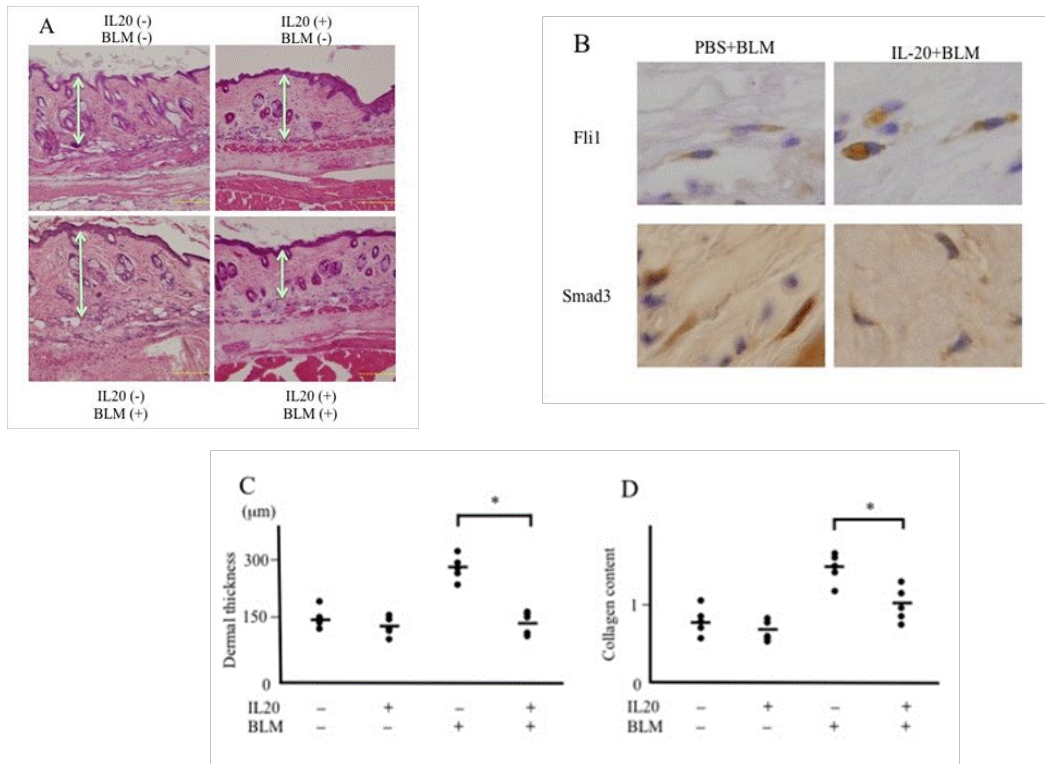 A
IL20 (-)
BLM (-)
IL20 (+)
BLM (-)
IL20 (-)
BLM (+)
IL20 (+)
BLM (+)
B
PBS+BLM
IL-20+BLM
Fli1
Smad3
C
(μm)
Dermal thickness
300
150
0
*
IL20 – + – +
BLM – – + +
D
Collagen content
1
0
*
IL20 – + – +
BLM – – + +